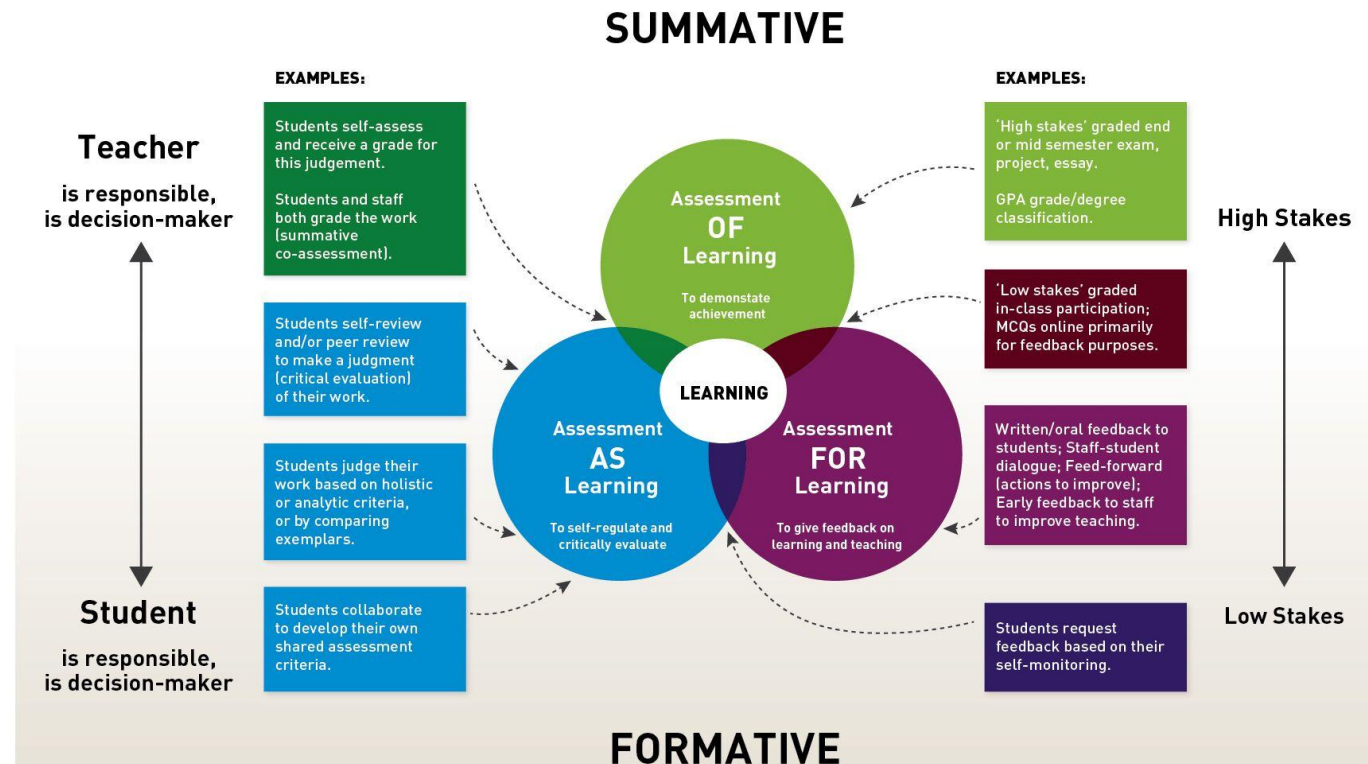 SUMMATIVE
EXAMPLES:
Students self-assess
and receive a grade for
this judgement.
Students and staff
both grade the work
(summative
co-assessment).
Students self-review
and/or peer review
to make a judgment
(critical evaluation)
of their work.
Students judge their
work based on holistic
or analytic criteria,
or by comparing
exemplars.
Students collaborate
to develop their own
shared assessment
criteria.
Teacher
is responsible,
is decision-maker
Student
is responsible,
is decision-maker
Assessment
OF
Learning
To demonstate
achievement
LEARNING
Assessment
AS
Learning
To self-regulate and
critically evaluate
Assessment
FOR
Learning
To give feedback on
learning and teaching
EXAMPLES:
‘High stakes’ graded end
or mid semester exam,
project, essay.
GPA grade/degree
classification.
‘Low stakes’ graded
in-class participation;
MCQs online primarily
for feedback purposes.
Written/oral feedback to
students; Staff-student
dialogue; Feed-forward
(actions to improve);
Early feedback to staff
to improve teaching.
Students request
feedback based on their
self-monitoring.
High Stakes
Low Stakes
FORMATIVE